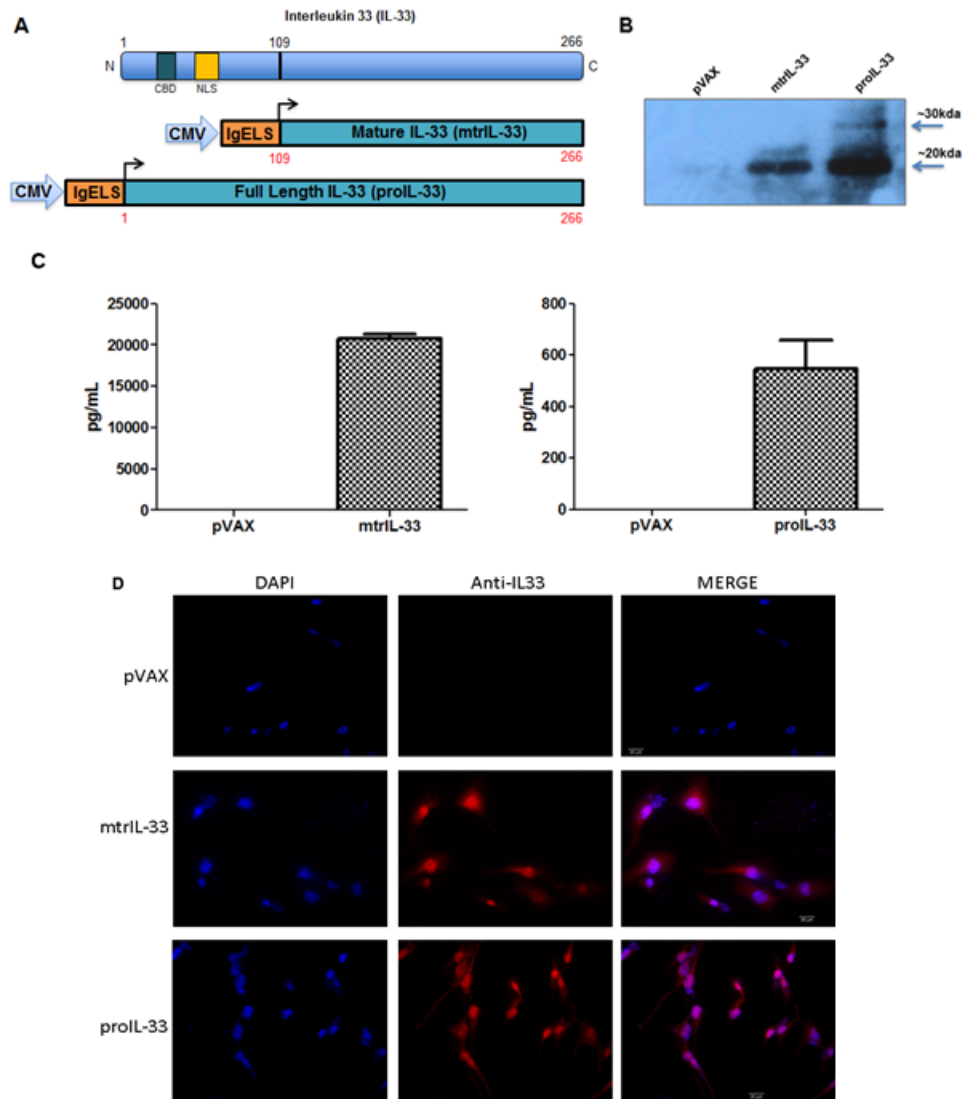 A
Interleukin 33 (IL-33)
1 109 266
N C
CBD NLS
CMV IgELS Mature IL-33 (mtrIL-33)
109 266
CMV IgELS Full Length IL-33 (proIL-33)
1 266
B
pVAX mtrIL-33 proIL-33
~30kda
~20kda
C
25000
20000
15000
10000
5000
0
pg/mL
pVAX mtrIL-33
800
600
400
200
0
pg/mL
pVAX proIL-33
D DAPI Anti-IL33 MERGE
pVAX
mtrIL-33
proIL-33